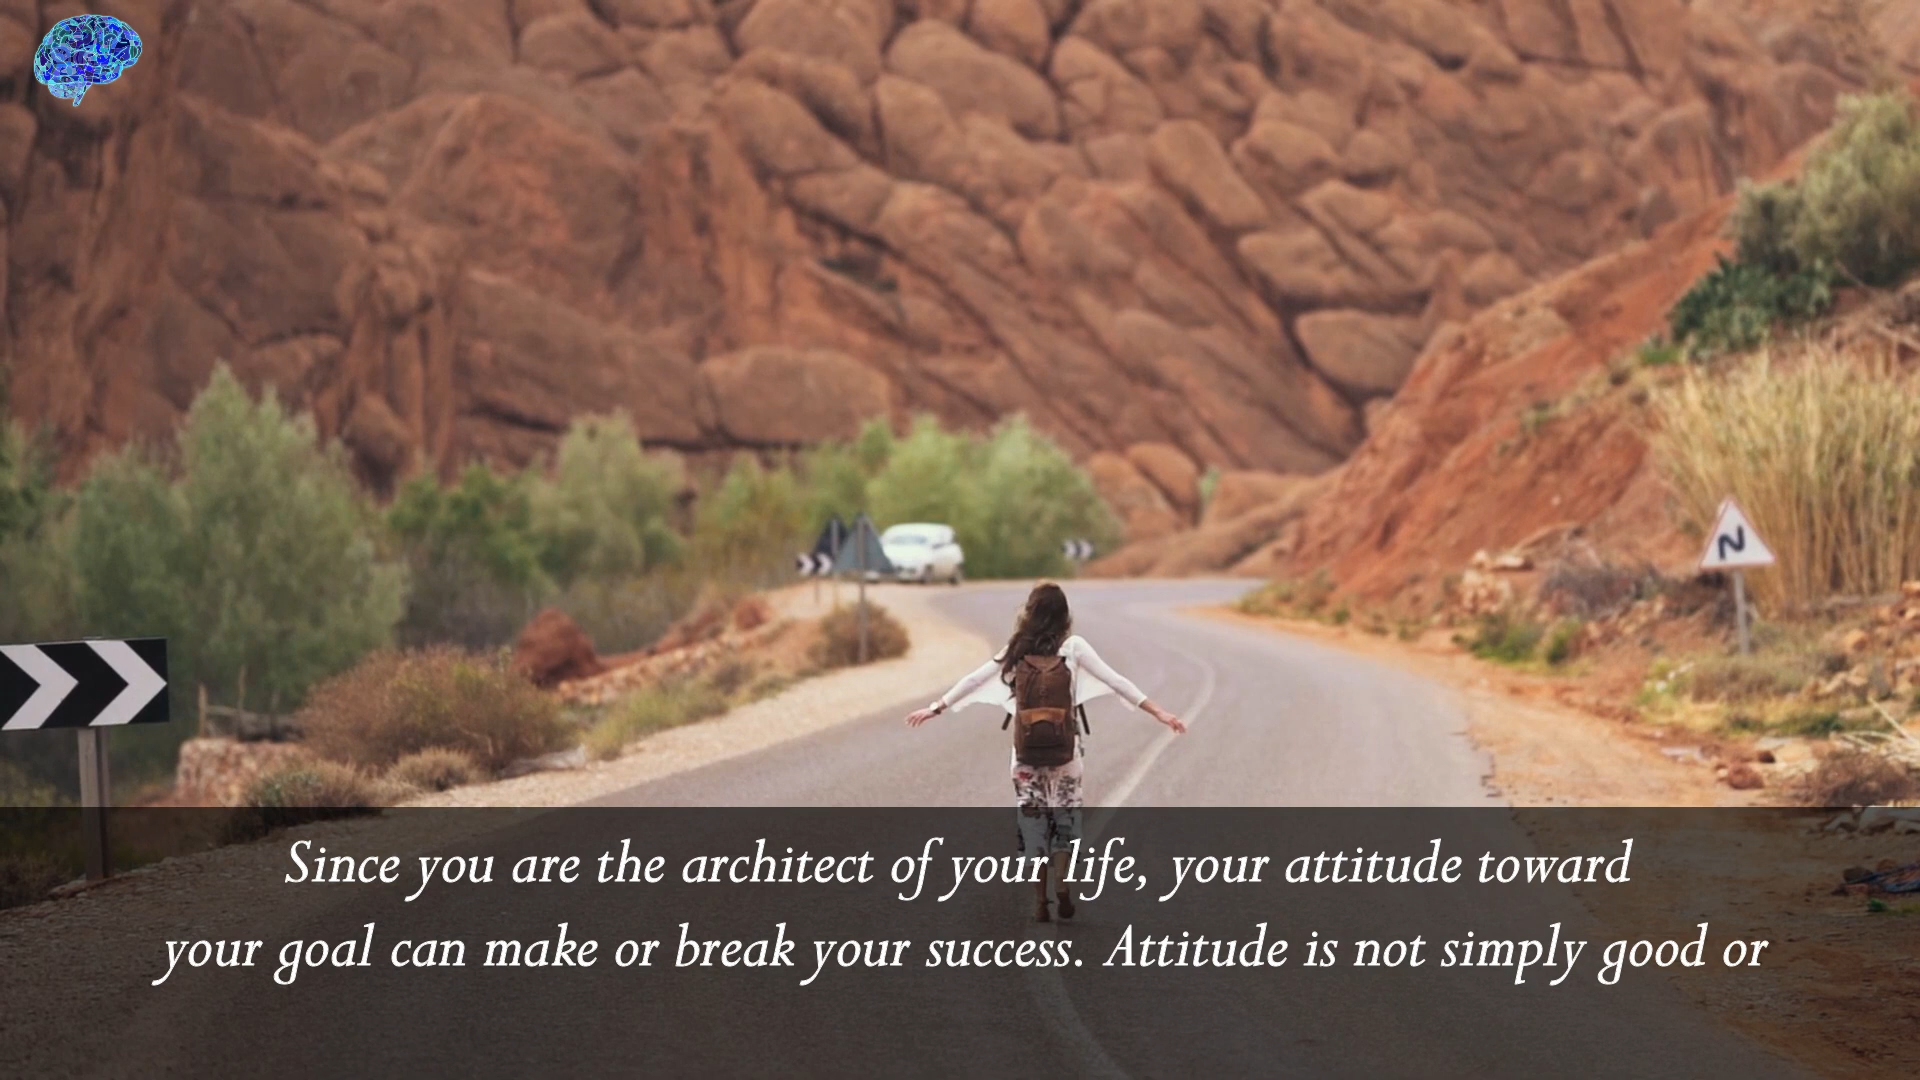 Since you are the architect of your life, your attitude toward
your goal can make or break your success. Attitude is not simply good or